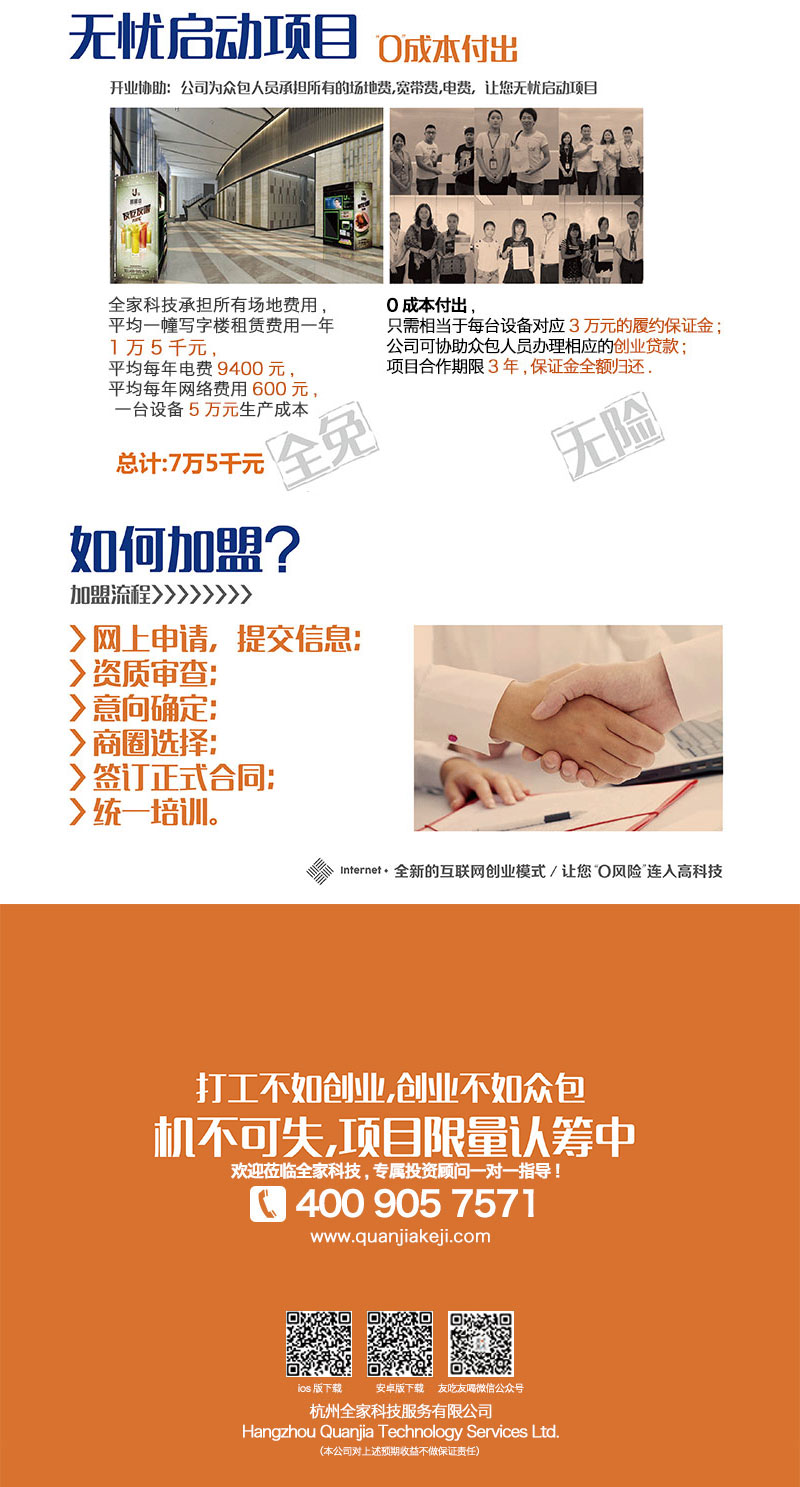 无忧启动项目 “0”成本付出
开业协助：公司为众包人员承担所有的场地费,宽带费,电费，让您无忧启动项目
友吃友喝
全家科技承担所有场地费用，
平均一幢写字楼租赁费用一年
1万5千元，
平均每年电费9400元，
平均每年网络费用600元，
一台设备5万元生产成本
总计:7万5千元
全免
0成本付出，
只需相当于每台设备对应3万元的履约保证金；
公司可协助众包人员办理相应的创业贷款；
项目合作期限3年，保证金全额归还．
无险
如何加盟？
加盟流程>>>>>>>>>
>网上申请，提交信息；
>资质审查；
>意向确定；
>商圈选择；
>签订正式合同；
>统一培训。
Internet+ 全新的互联网创业模式 / 让您“0风险”连入高科技
打工不如创业,创业不如众包
机不可失,项目限量认筹中
欢迎莅临全家科技，专属投资顾问一对一指导！
400 905 7571
www.quanjiakeji.com
ios版下载 安卓版下载 友吃友喝微信公众号
杭州全家科技服务有限公司
Hangzhou Quanjia Technology Services Ltd.
（本公司对上述预期收益不做保证责任）